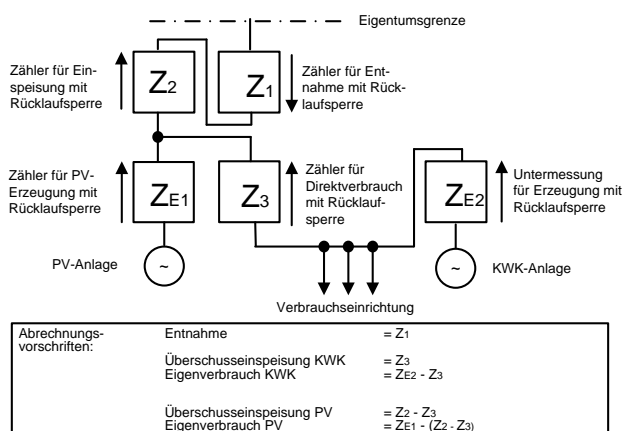 Eigentumsgrenze
Zähler für Ein-
speisung mit
Rücklaufsperre
Z2
Z1
Zähler für Ent-
nahme mit Rück-
laufsperre
Zähler für PV-
Erzeugung mit
Rücklaufsperre
ZE1
Z3
Zähler für
Direktverbrauch
mit Rücklauf-
sperre
ZE2
Untermessung
für Erzeugung mit
Rücklaufsperre
PV-Anlage
~
~
KWK-Anlage
Verbrauchseinrichtung
Abrechnungs-
vorschriften:
Entnahme = Z1
Überschusseinspeisung KWK = Z3
Eigenverbrauch KWK = ZE2 - Z3
Überschusseinspeisung PV = Z2 - Z3
Eigenverbrauch PV = ZE1 - (Z2 - Z3)